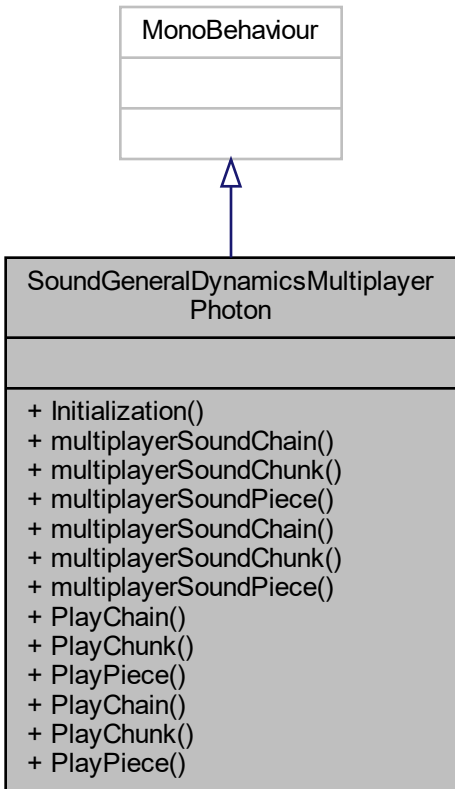 MonoBehaviour
SoundGeneralDynamicsMultiplayer
Photon
+ Initialization()
+ multiplayerSoundChain()
+ multiplayerSoundChunk()
+ multiplayerSoundPiece()
+ multiplayerSoundChain()
+ multiplayerSoundChunk()
+ multiplayerSoundPiece()
+ PlayChain()
+ PlayChunk()
+ PlayPiece()
+ PlayChain()
+ PlayChunk()
+ PlayPiece()